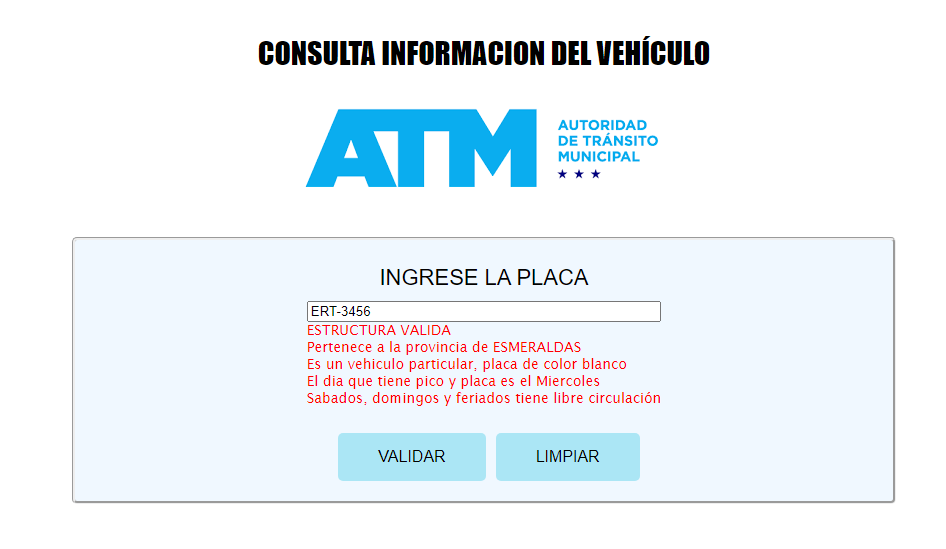 CONSULTA INFORMACION DEL VEHÍCULO
ATM
AUTORIDAD
DE TRÁNSITO
MUNICIPAL
INGRESE LA PLACA
ERT-3456
ESTRUCTURA VALIDA
Pertenece a la provincia de ESMERALDAS
Es un vehiculo particular, placa de color blanco
El dia que tiene pico y placa es el Miercoles
Sabados, domingos y feriados tiene libre circulación
VALIDAR LIMPIAR